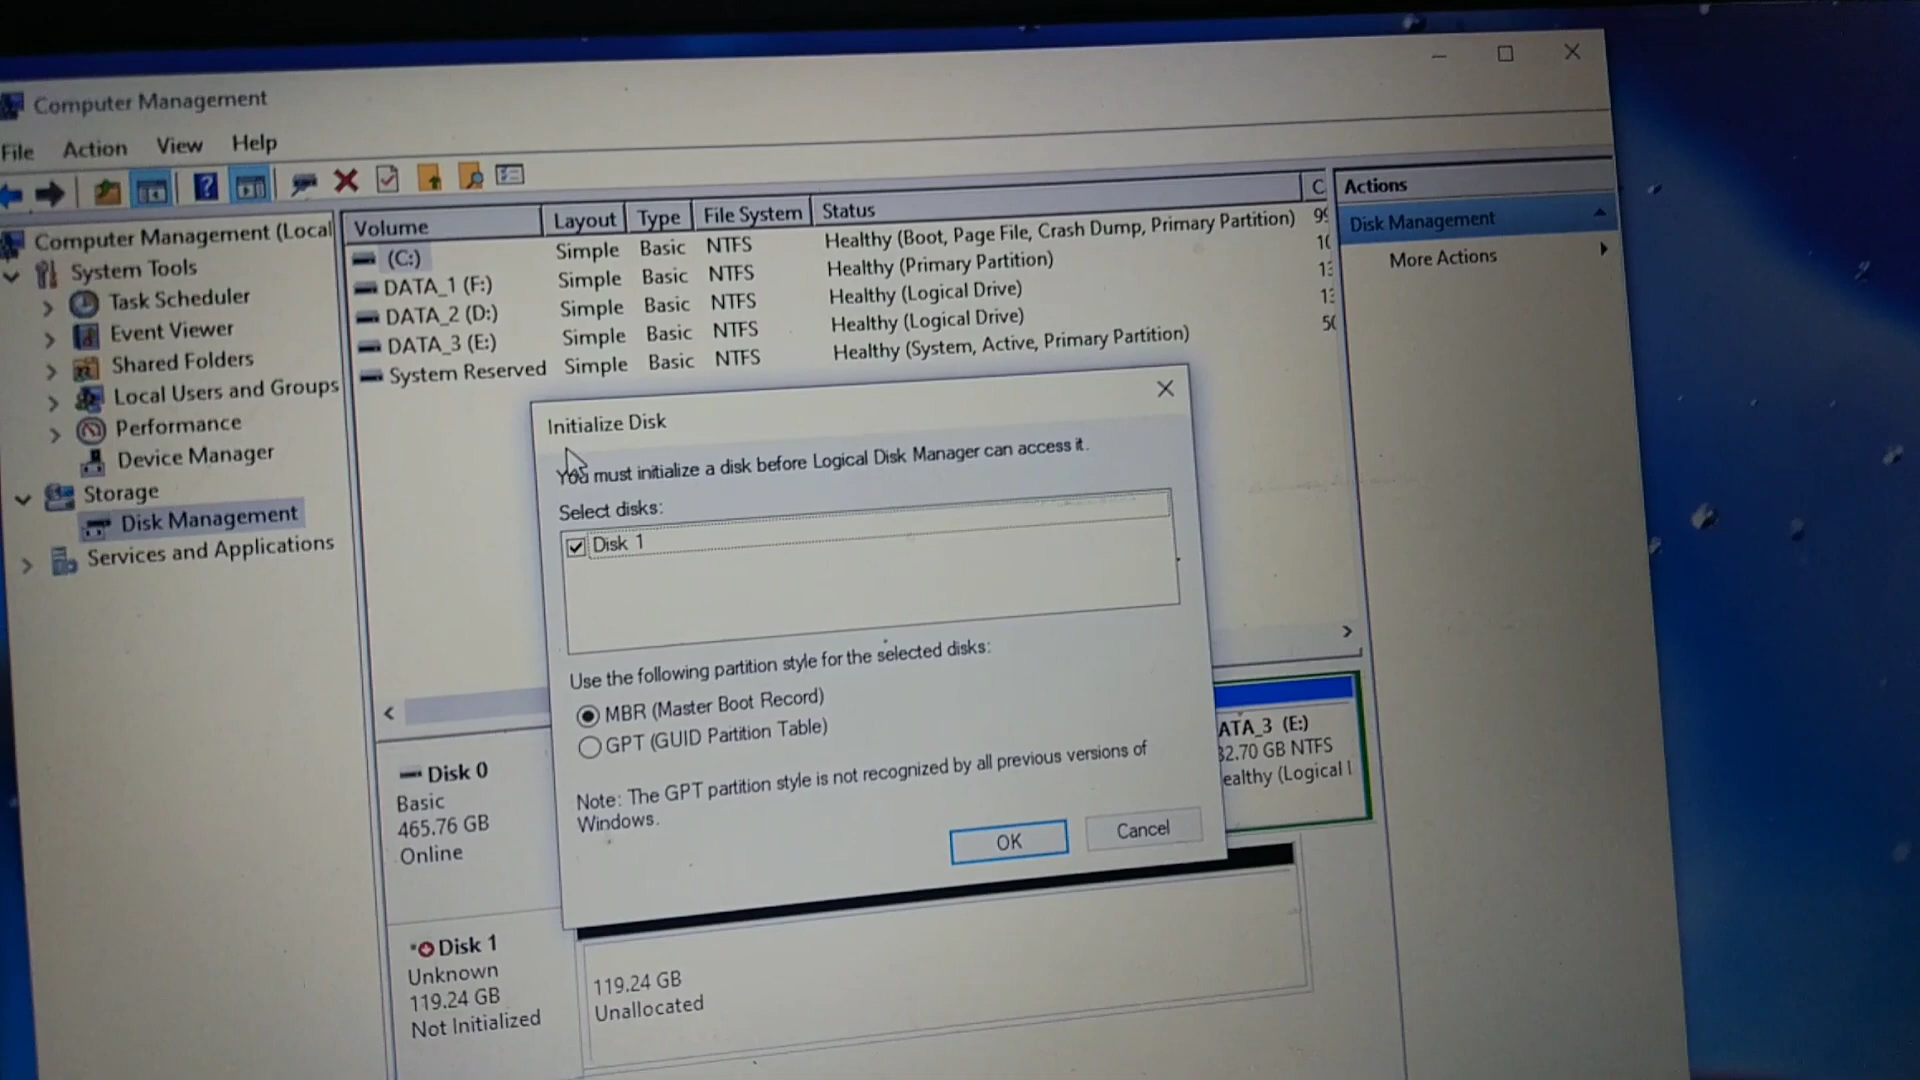 Computer Management
File Action View Help
Computer Management (Local
System Tools
Task Scheduler
Event Viewer
Shared Folders
Local Users and Groups
Performance
Device Manager
Storage
Disk Management
Services and Applications
Volume Layout Type File System Status C
(C:) Simple Basic NTFS Healthy (Boot, Page File, Crash Dump, Primary Partition)
DATA_1 (F:) Simple Basic NTFS Healthy (Primary Partition)
DATA_2 (D:) Simple Basic NTFS Healthy (Logical Drive)
DATA_3 (E:) Simple Basic NTFS Healthy (Logical Drive)
System Reserved Simple Basic NTFS Healthy (System, Active, Primary Partition)
Actions
Disk Management
More Actions
Initialize Disk
You must initialize a disk before Logical Disk Manager can access it.
Select disks:
Disk 1
Use the following partition style for the selected disks:
MBR (Master Boot Record)
GPT (GUID Partition Table)
Note: The GPT partition style is not recognized by all previous versions of
Windows.
OK Cancel
Disk 0
Basic
465.76 GB
Online
ATA_3 (E:)
32.70 GB NTFS
ealthy (Logical
Disk 1
Unknown
119.24 GB
Not Initialized
119.24 GB
Unallocated